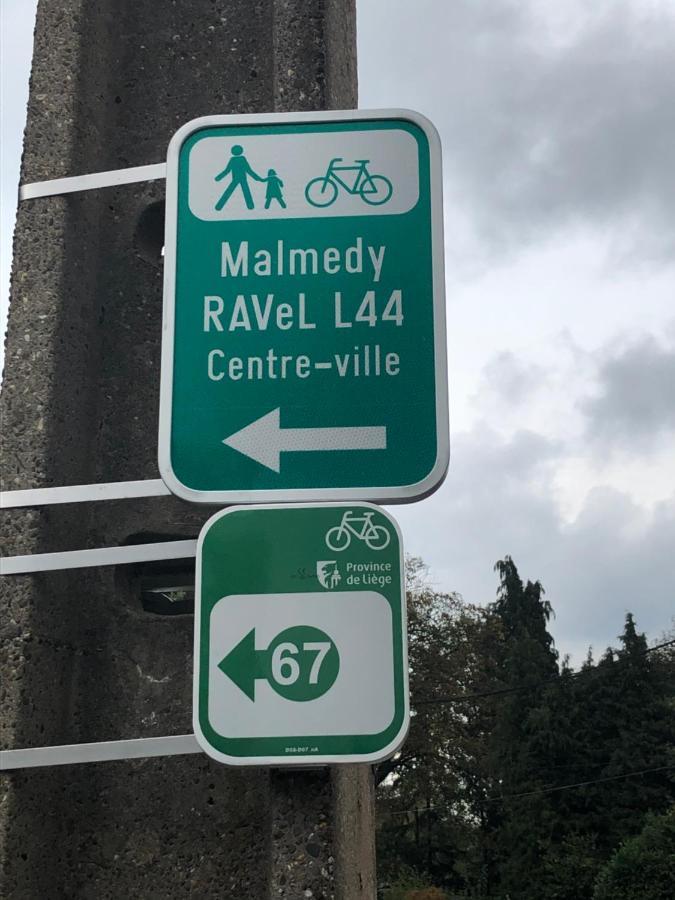 Malmedy
RAVeL L44
Centre-ville
Province
de Liège
67